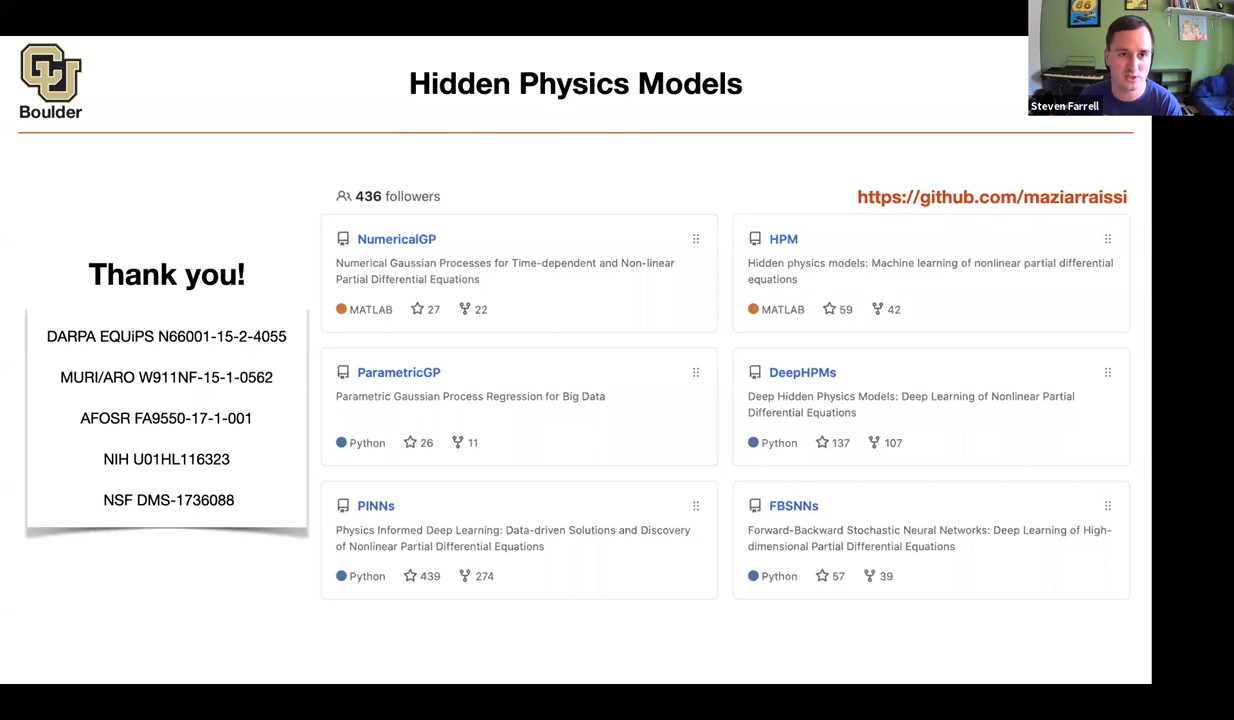 Boulder
Hidden Physics Models
Steven Farrell
436 followers
https://github.com/maziarraissi
Thank you!
DARPA EQUiPS N66001-15-2-4055
MURI/ARO W911NF-15-1-0562
AFOSR FA9550-17-1-001
NIH U01HL116323
NSF DMS-1736088
NumericalGP
Numerical Gaussian Processes for Time-dependent and Non-linear
Partial Differential Equations
MATLAB 27 22
HPM
Hidden physics models: Machine learning of nonlinear partial differential
equations
MATLAB 59 42
ParametricGP
Parametric Gaussian Process Regression for Big Data
Python 26 11
DeepHPMs
Deep Hidden Physics Models: Deep Learning of Nonlinear Partial
Differential Equations
Python 137 107
PINNs
Physics Informed Deep Learning: Data-driven Solutions and Discovery
of Nonlinear Partial Differential Equations
Python 439 274
FBSNNs
Forward-Backward Stochastic Neural Networks: Deep Learning of High-
dimensional Partial Differential Equations
Python 57 39